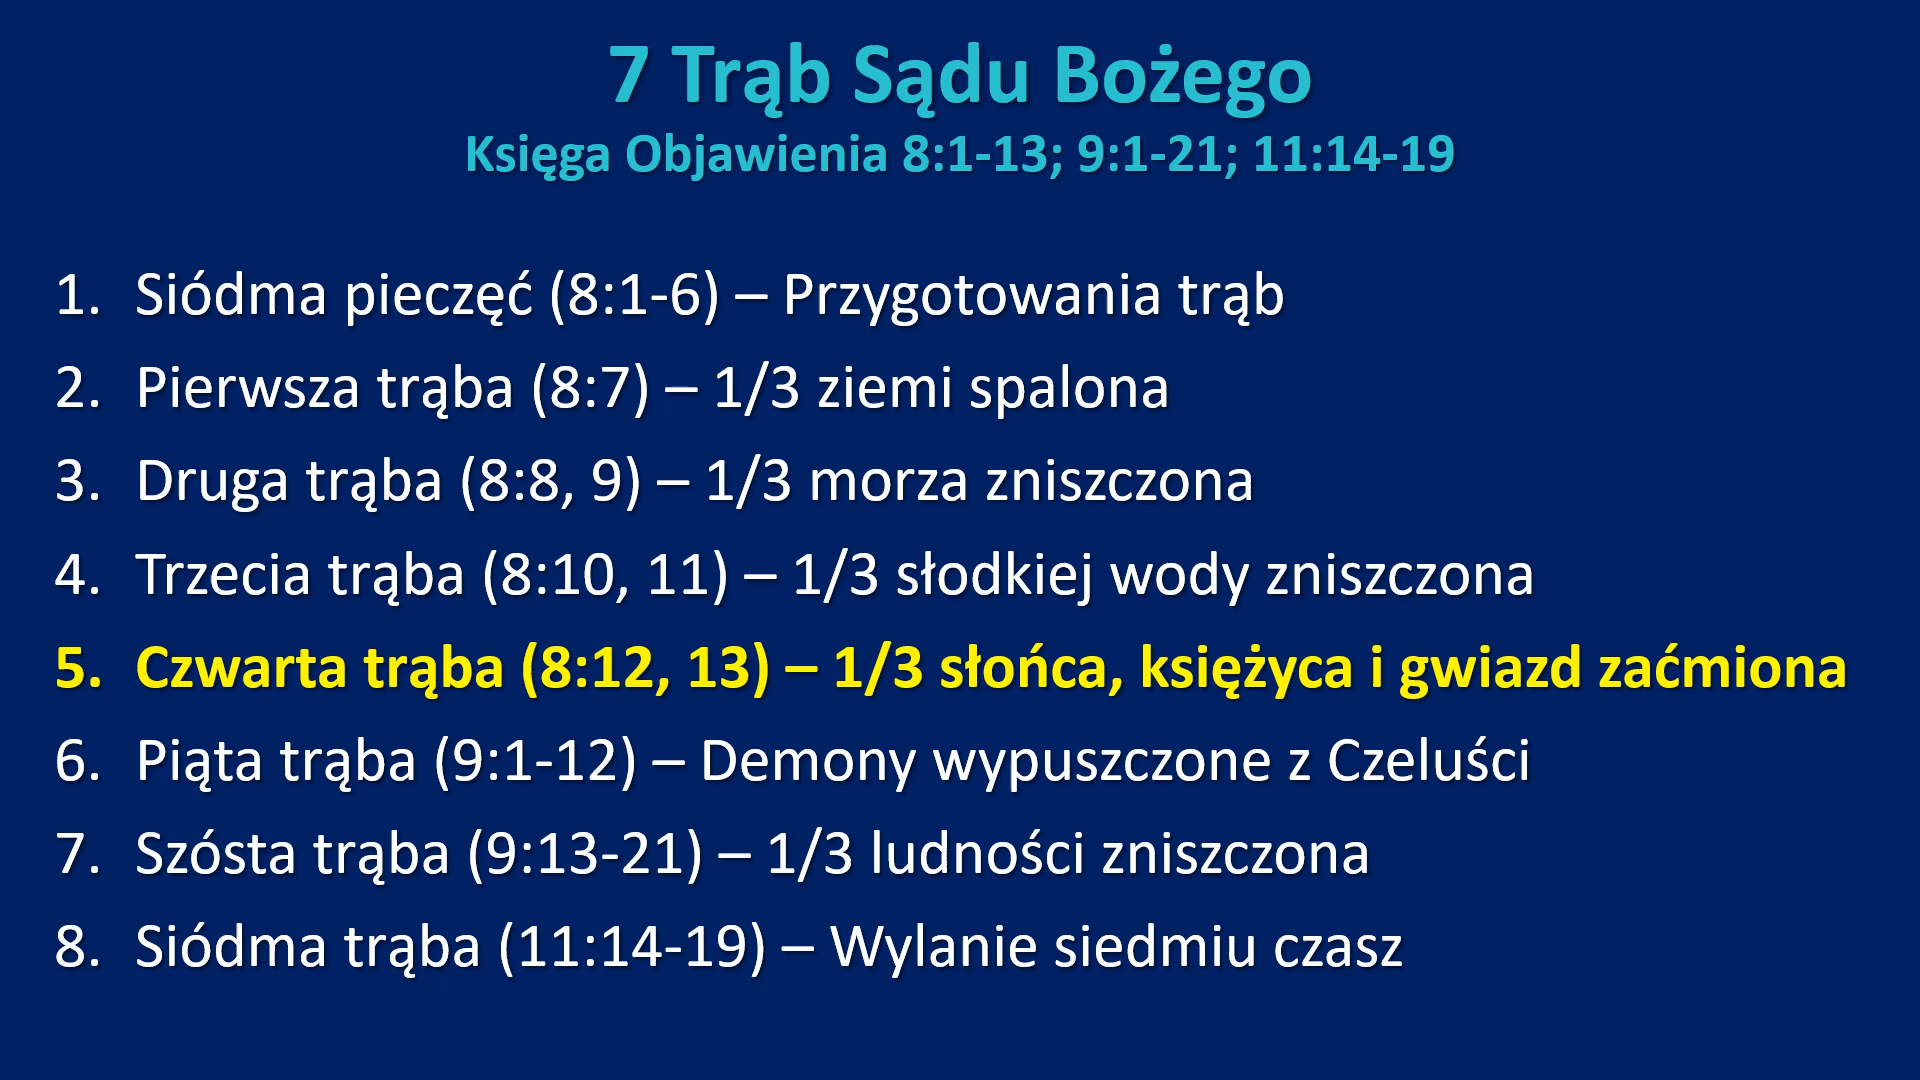 7 Trąb Sądu Bożego
Księga Objawienia 8:1-13; 9:1-21; 11:14-19
1. Siódma pieczęć (8:1-6) – Przygotowania trąb
2. Pierwsza trąba (8:7) – 1/3 ziemi spalona
3. Druga trąba (8:8, 9) – 1/3 morza zniszczona
4. Trzecia trąba (8:10, 11) – 1/3 słodkiej wody zniszczona
5. Czwarta trąba (8:12, 13) – 1/3 słońca, księżyca i gwiazd zaćmiona
6. Piąta trąba (9:1-12) – Demony wypuszczone z Czeluści
7. Szósta trąba (9:13-21) – 1/3 ludności zniszczona
8. Siódma trąba (11:14-19) – Wylanie siedmiu czasz